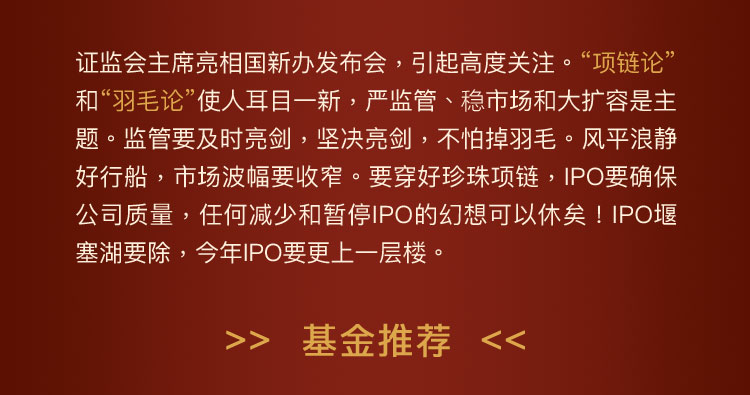 证监会主席亮相国新办发布会，引起高度关注。“项链论”
和“羽毛论”使人耳目一新，严监管、稳市场和大扩容是主
题。监管要及时亮剑，坚决亮剑，不怕掉羽毛。风平浪静
好行船，市场波幅要收窄。要穿好珍珠项链，IPO要确保
公司质量，任何减少和暂停IPO的幻想可以休矣！IPO堰
塞湖要除，今年IPO要更上一层楼。
>> 基金推荐 <<